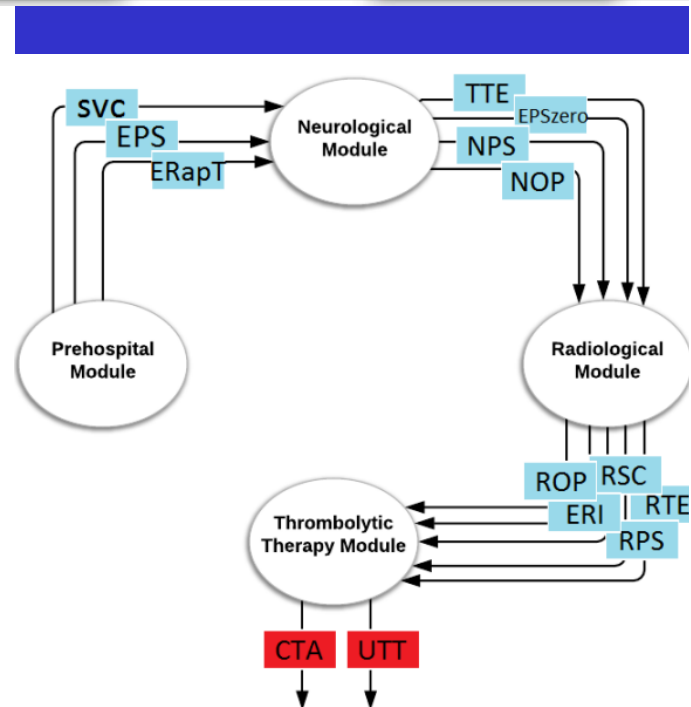 SVC
EPS
ERapT
Neurological
Module
TTE
EPSzero
NPS
NOP
Prehospital
Module
Radiological
Module
ROP
RSC
ERI
RTE
RPS
Thrombolytic
Therapy Module
CTA
UTT